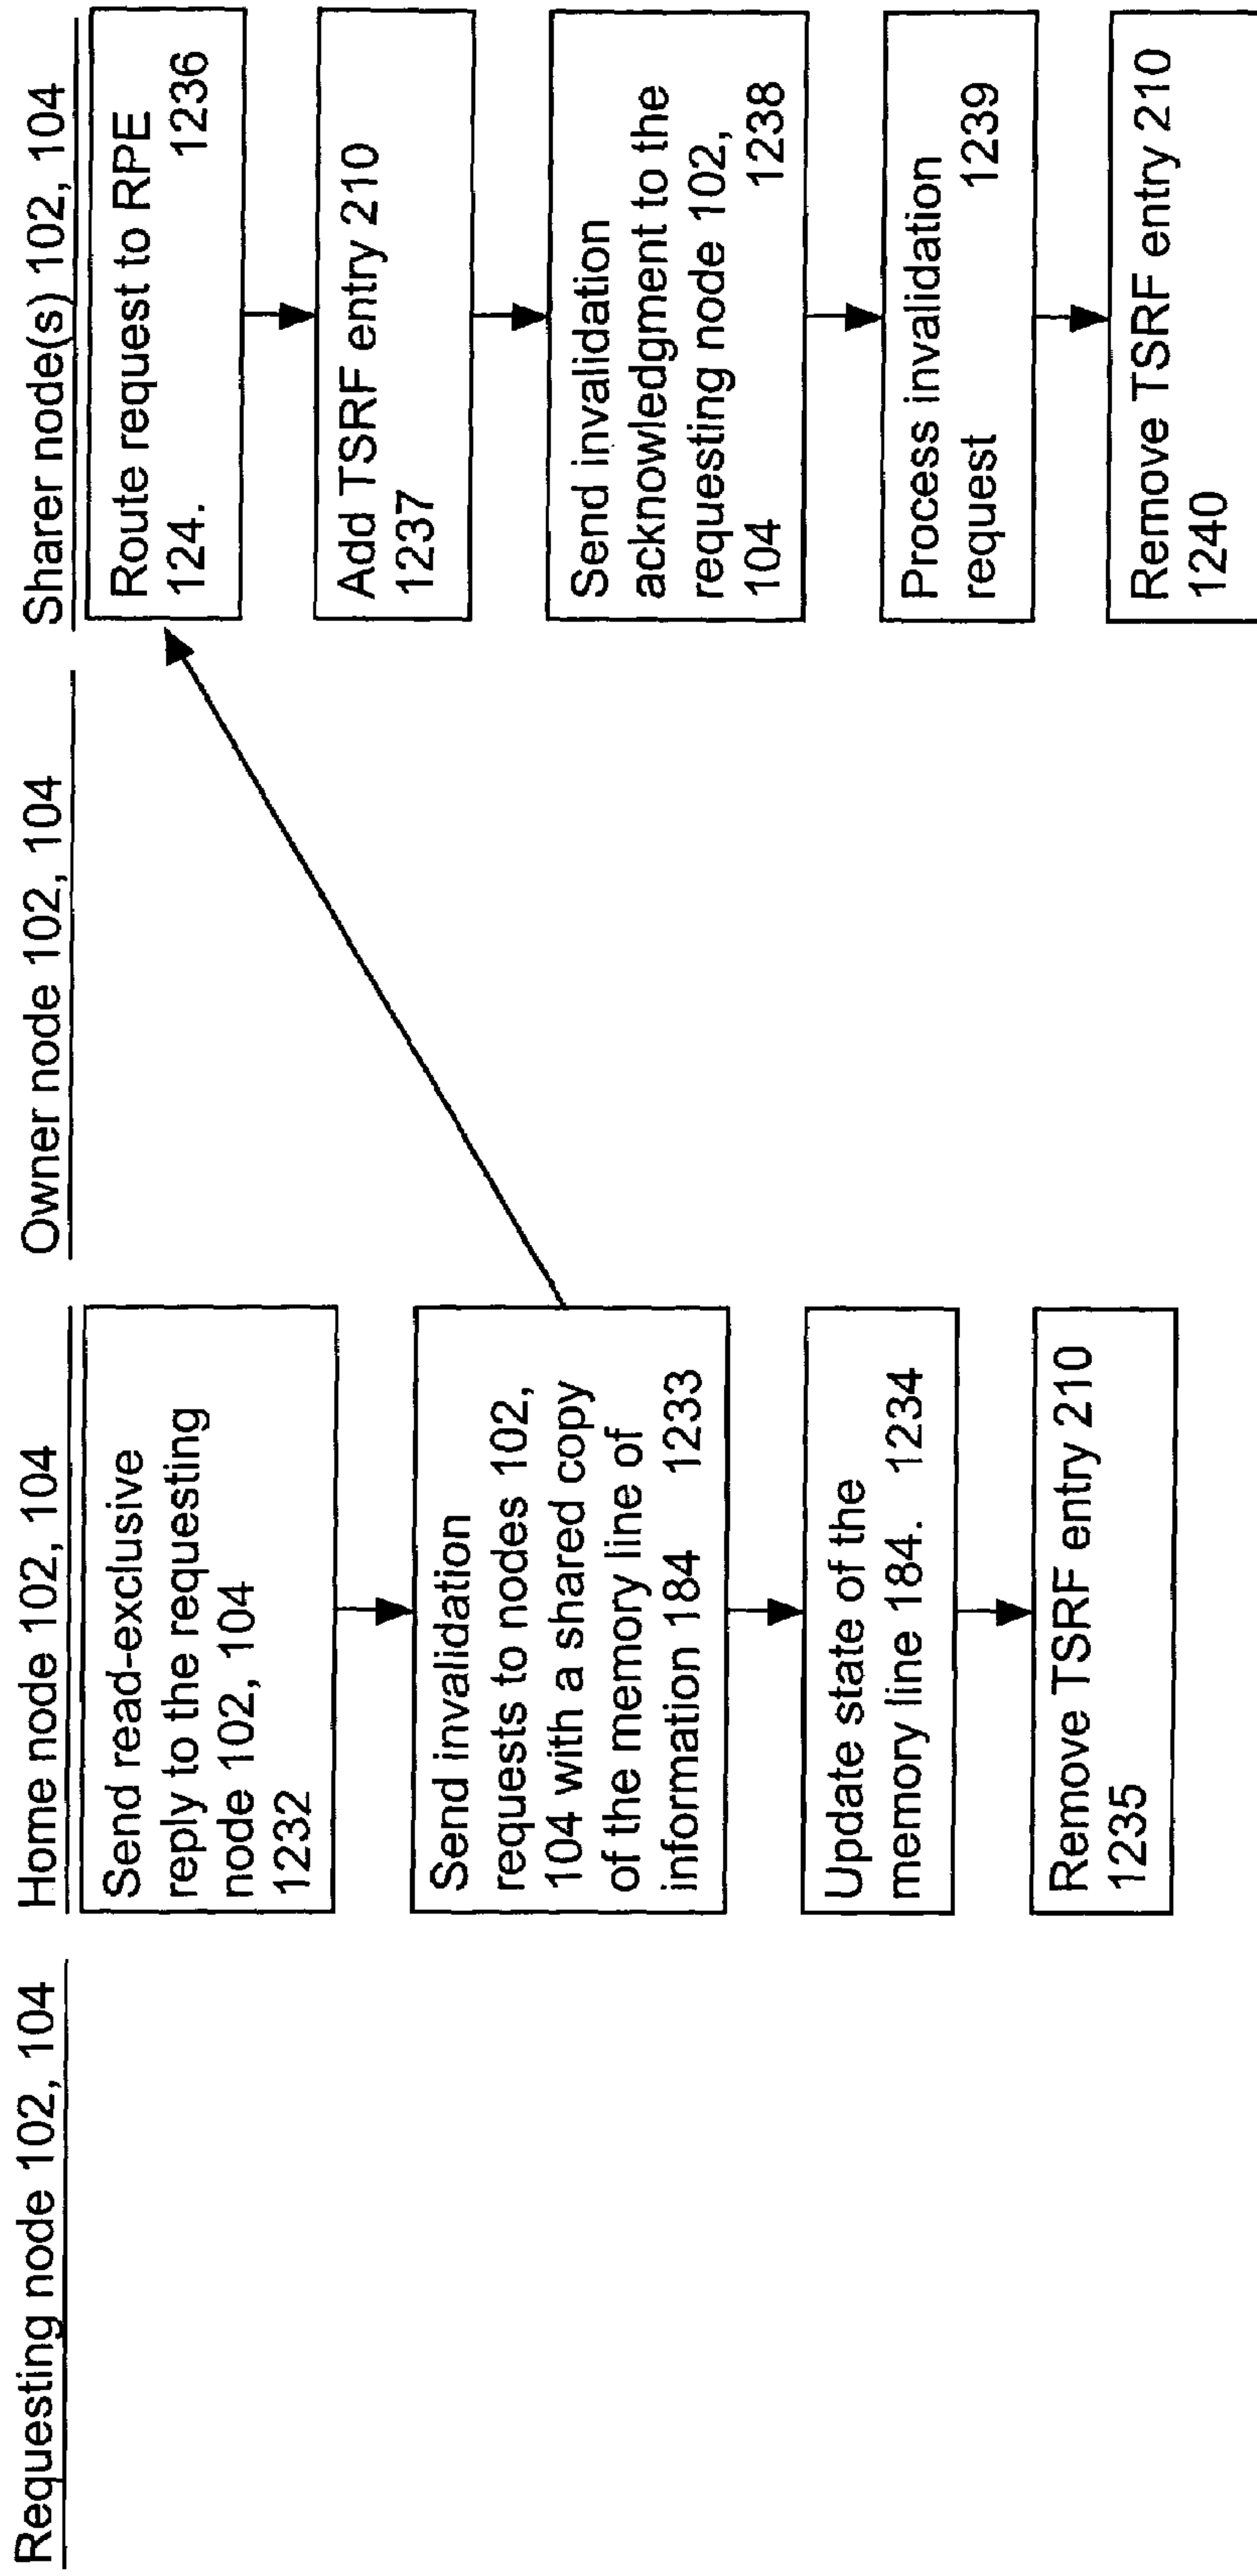 Requesting node 102, 104
Home node 102, 104
Owner node 102, 104
Sharer node(s) 102, 104
Send read-exclusive
reply to the requesting
node 102, 104
1232
Send invalidation
requests to nodes 102,
104 with a shared copy
of the memory line of
information 184 1233
Update state of the
memory line 184. 1234
Remove TSRF entry 210
1235
Route request to RPE
124. 1236
Add TSRF entry 210
1237
Send invalidation
acknowledgment to the
requesting node 102,
104 1238
Process invalidation
request 1239
Remove TSRF entry 210
1240